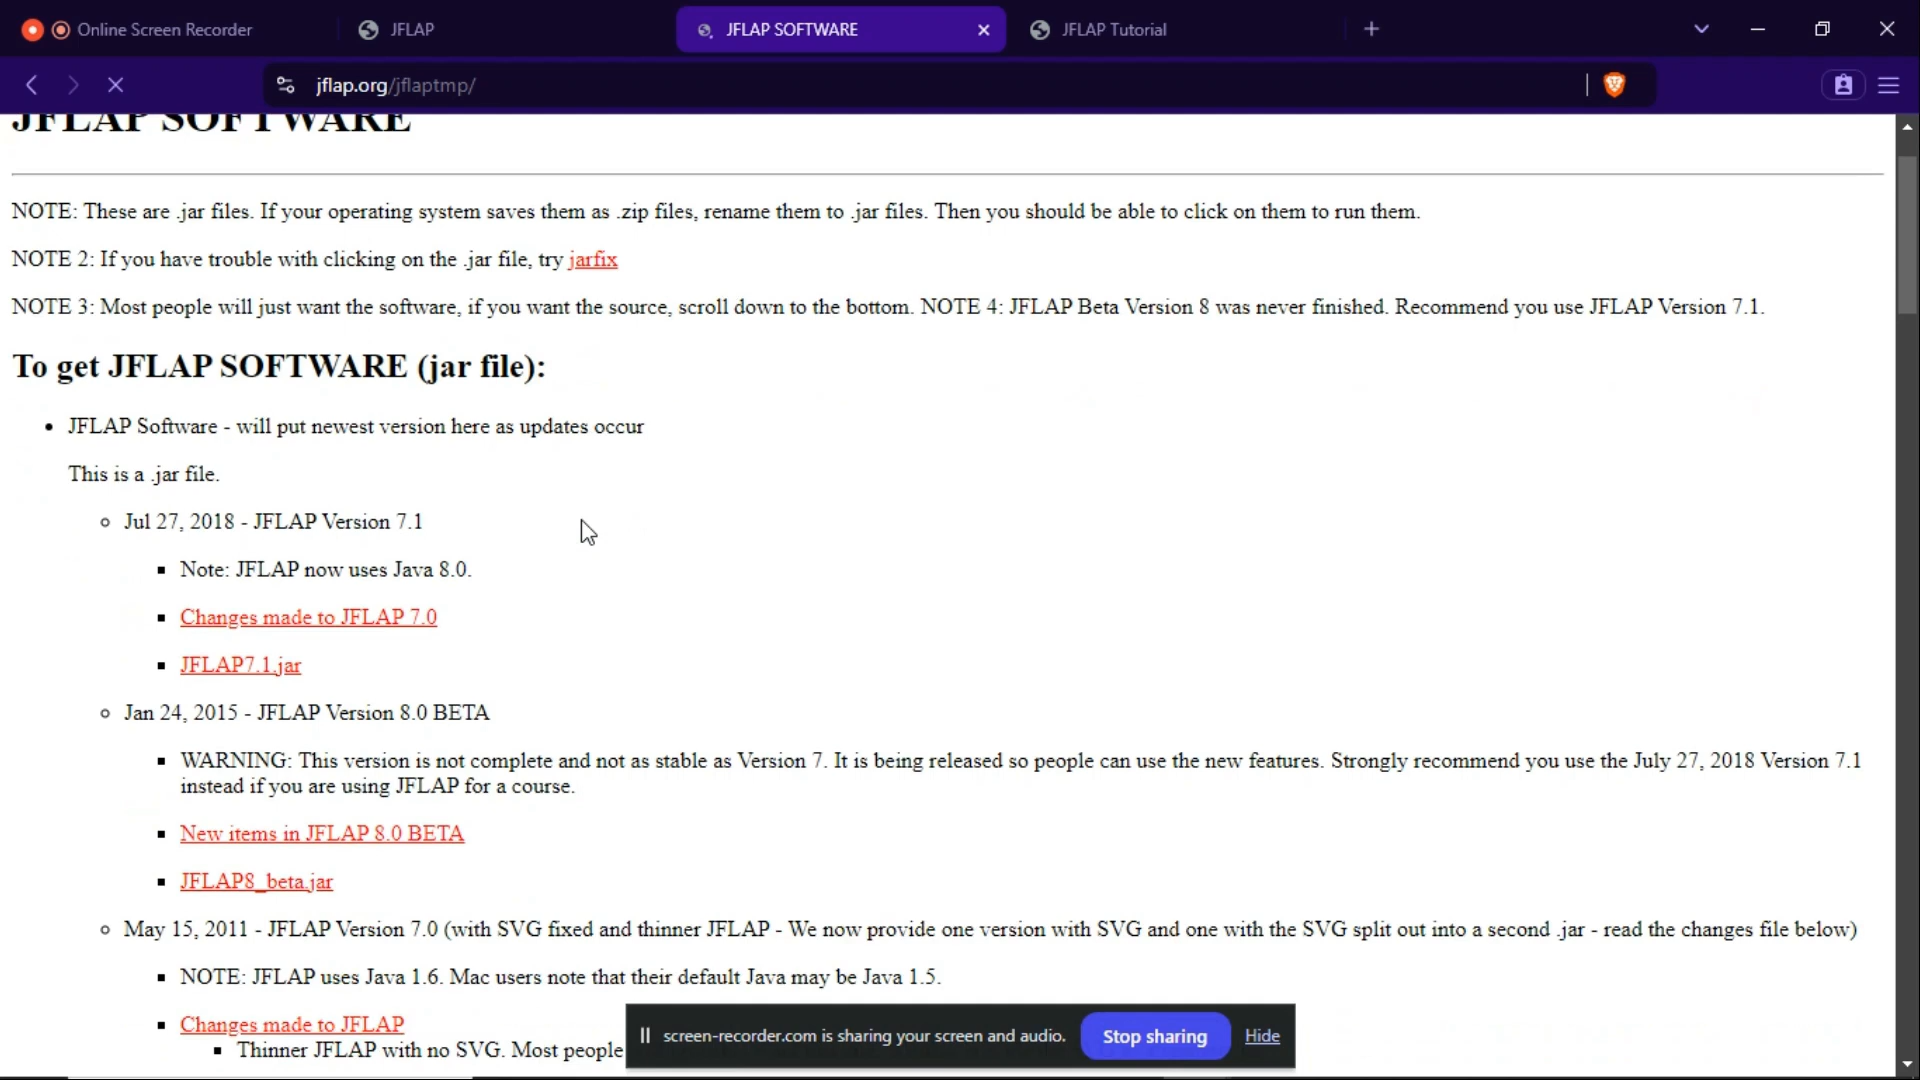 Online Screen Recorder
JFLAP
JFLAP SOFTWARE
JFLAP Tutorial
jflap.org/jflaptmp/
JFLAP SOFTWARE
NOTE: These are .jar files. If your operating system saves them as .zip files, rename them to .jar files. Then you should be able to click on them to run them.
NOTE 2: If you have trouble with clicking on the .jar file, try jarfix
NOTE 3: Most people will just want the software, if you want the source, scroll down to the bottom. NOTE 4: JFLAP Beta Version 8 was never finished. Recommend you use JFLAP Version 7.1.
To get JFLAP SOFTWARE (jar file):
JFLAP Software - will put newest version here as updates occur
This is a .jar file.
Jul 27, 2018 - JFLAP Version 7.1
Note: JFLAP now uses Java 8.0.
Changes made to JFLAP 7.0
JFLAP7.1.jar
Jan 24, 2015 - JFLAP Version 8.0 BETA
WARNING: This version is not complete and not as stable as Version 7. It is being released so people can use the new features. Strongly recommend you use the July 27, 2018 Version 7.1
instead if you are using JFLAP for a course.
New items in JFLAP 8.0 BETA
JFLAP8_beta.jar
May 15, 2011 - JFLAP Version 7.0 (with SVG fixed and thinner JFLAP - We now provide one version with SVG and one with the SVG split out into a second .jar - read the changes file below)
NOTE: JFLAP uses Java 1.6. Mac users note that their default Java may be Java 1.5.
Changes made to JFLAP
Thinner JFLAP with no SVG. Most people
screen-recorder.com is sharing your screen and audio.
Stop sharing
Hide